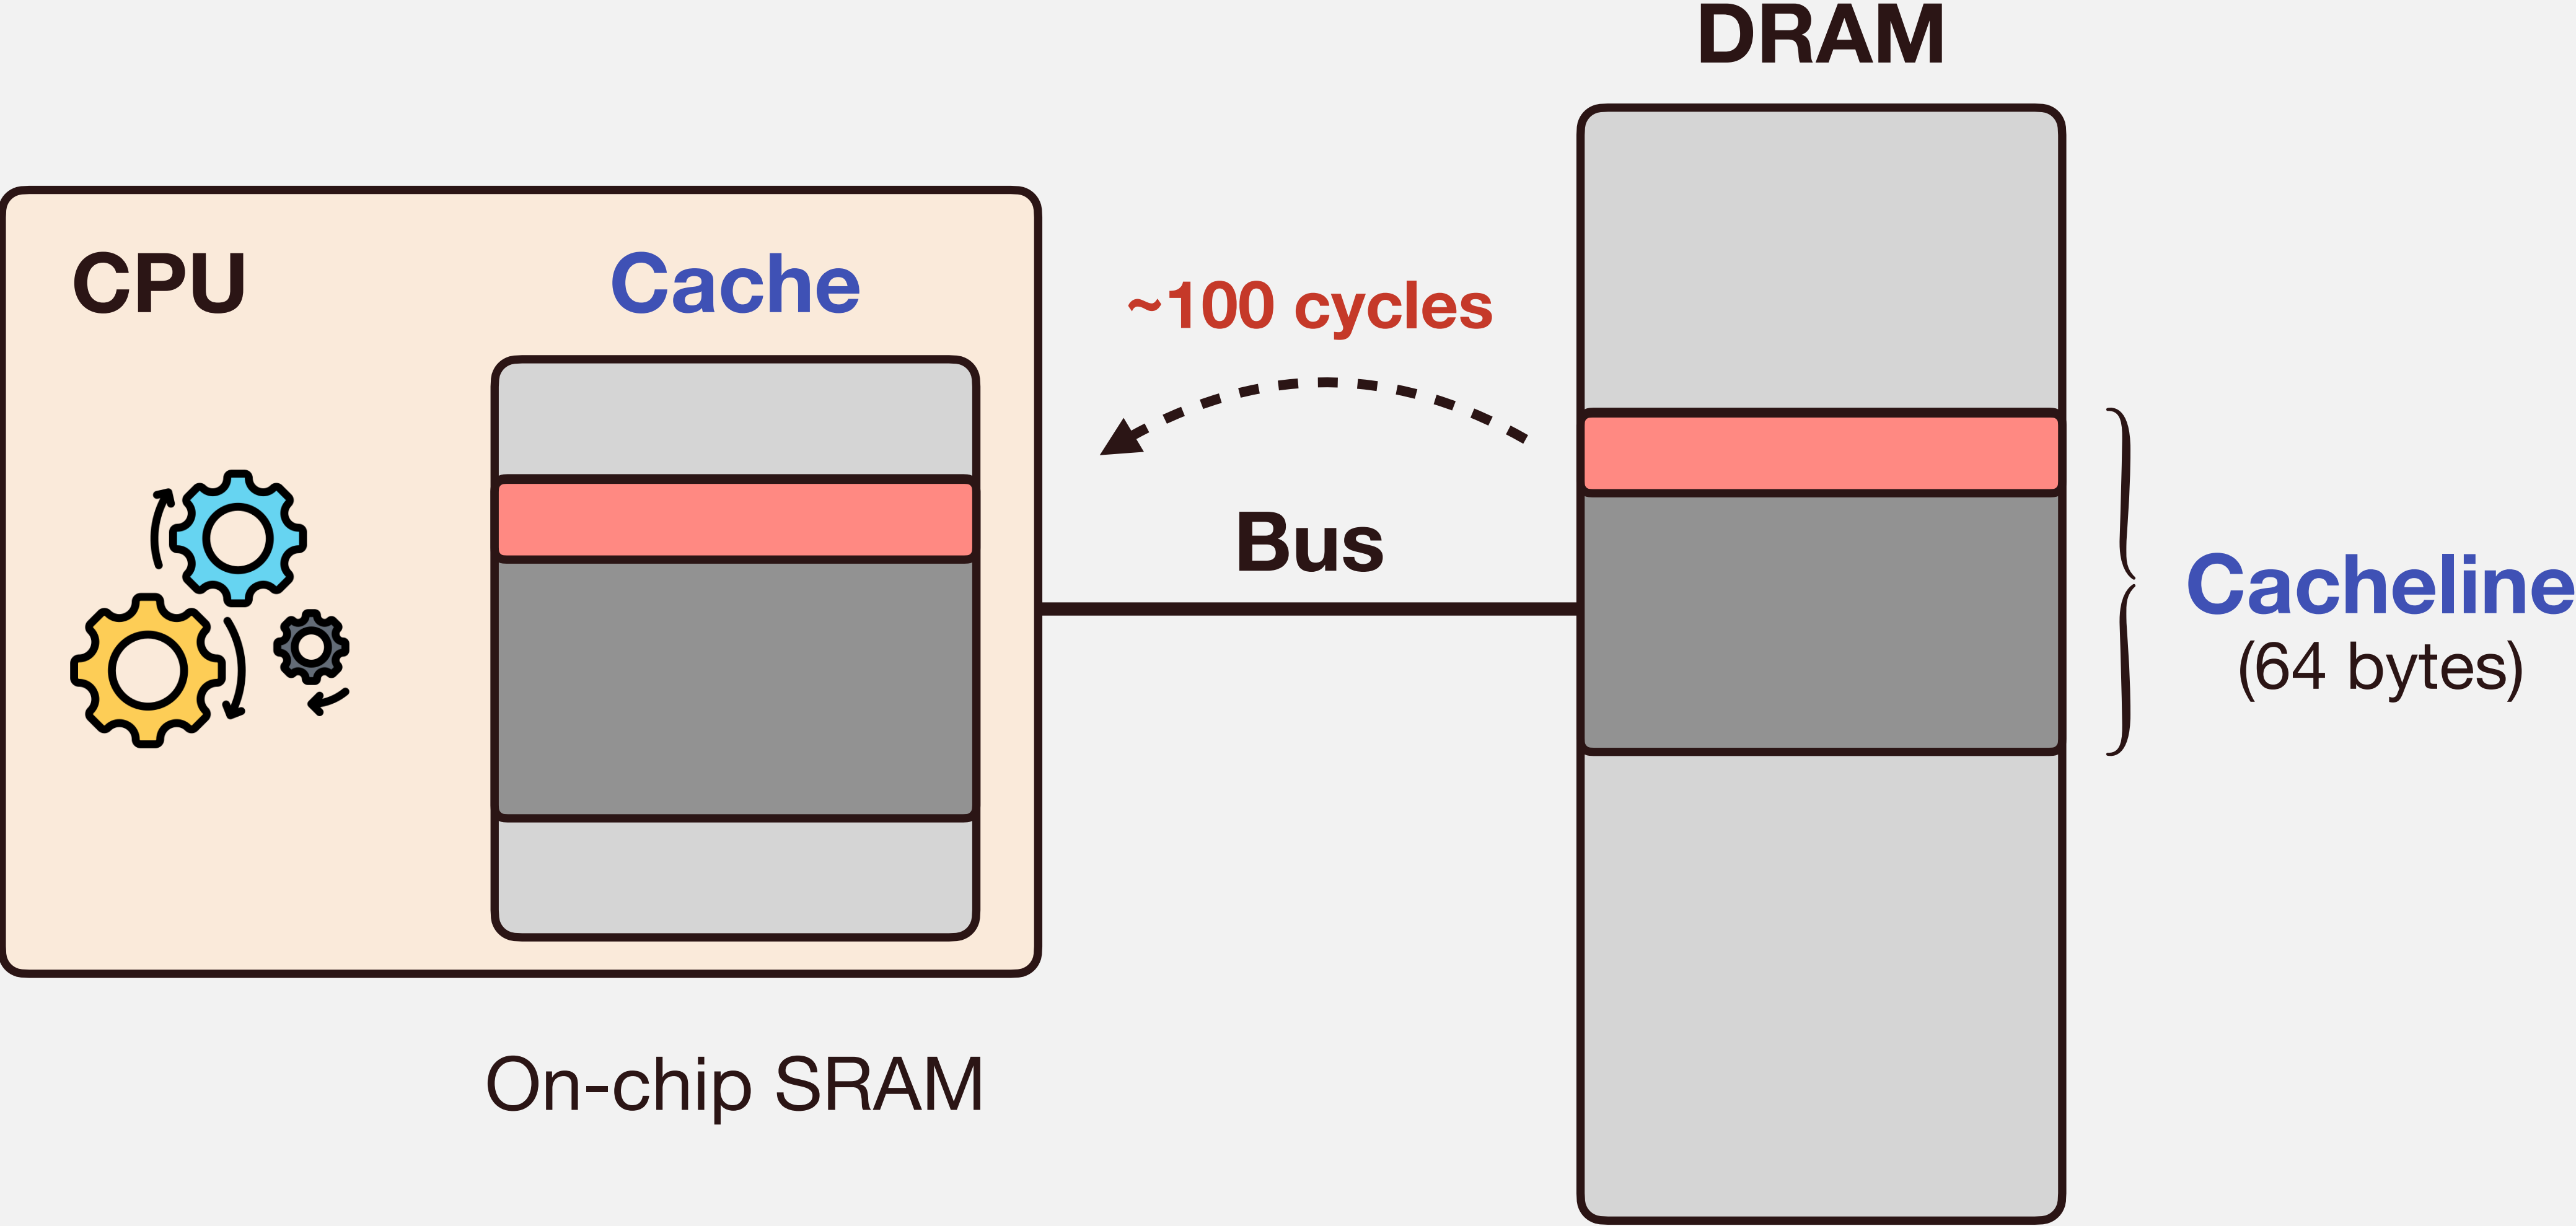 DRAM
CPU
Cache
~100 cycles
Bus
Cacheline
(64 bytes)
On-chip SRAM